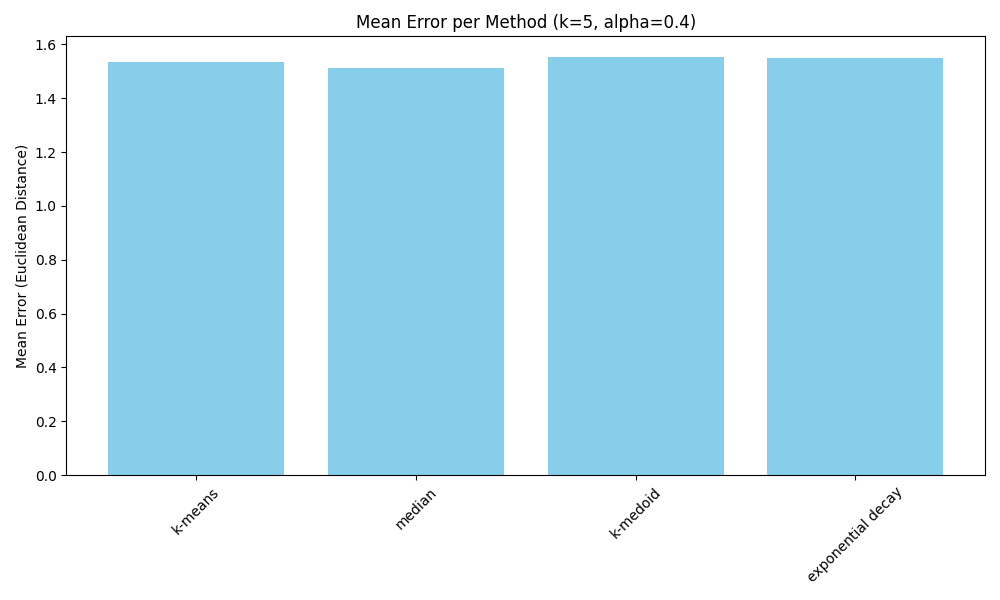 Mean Error per Method (k=5, alpha=0.4)
Mean Error (Euclidean Distance)
1.6
1.4
1.2
1.0
0.8
0.6
0.4
0.2
0.0
k-means
median
k-medoid
exponential decay